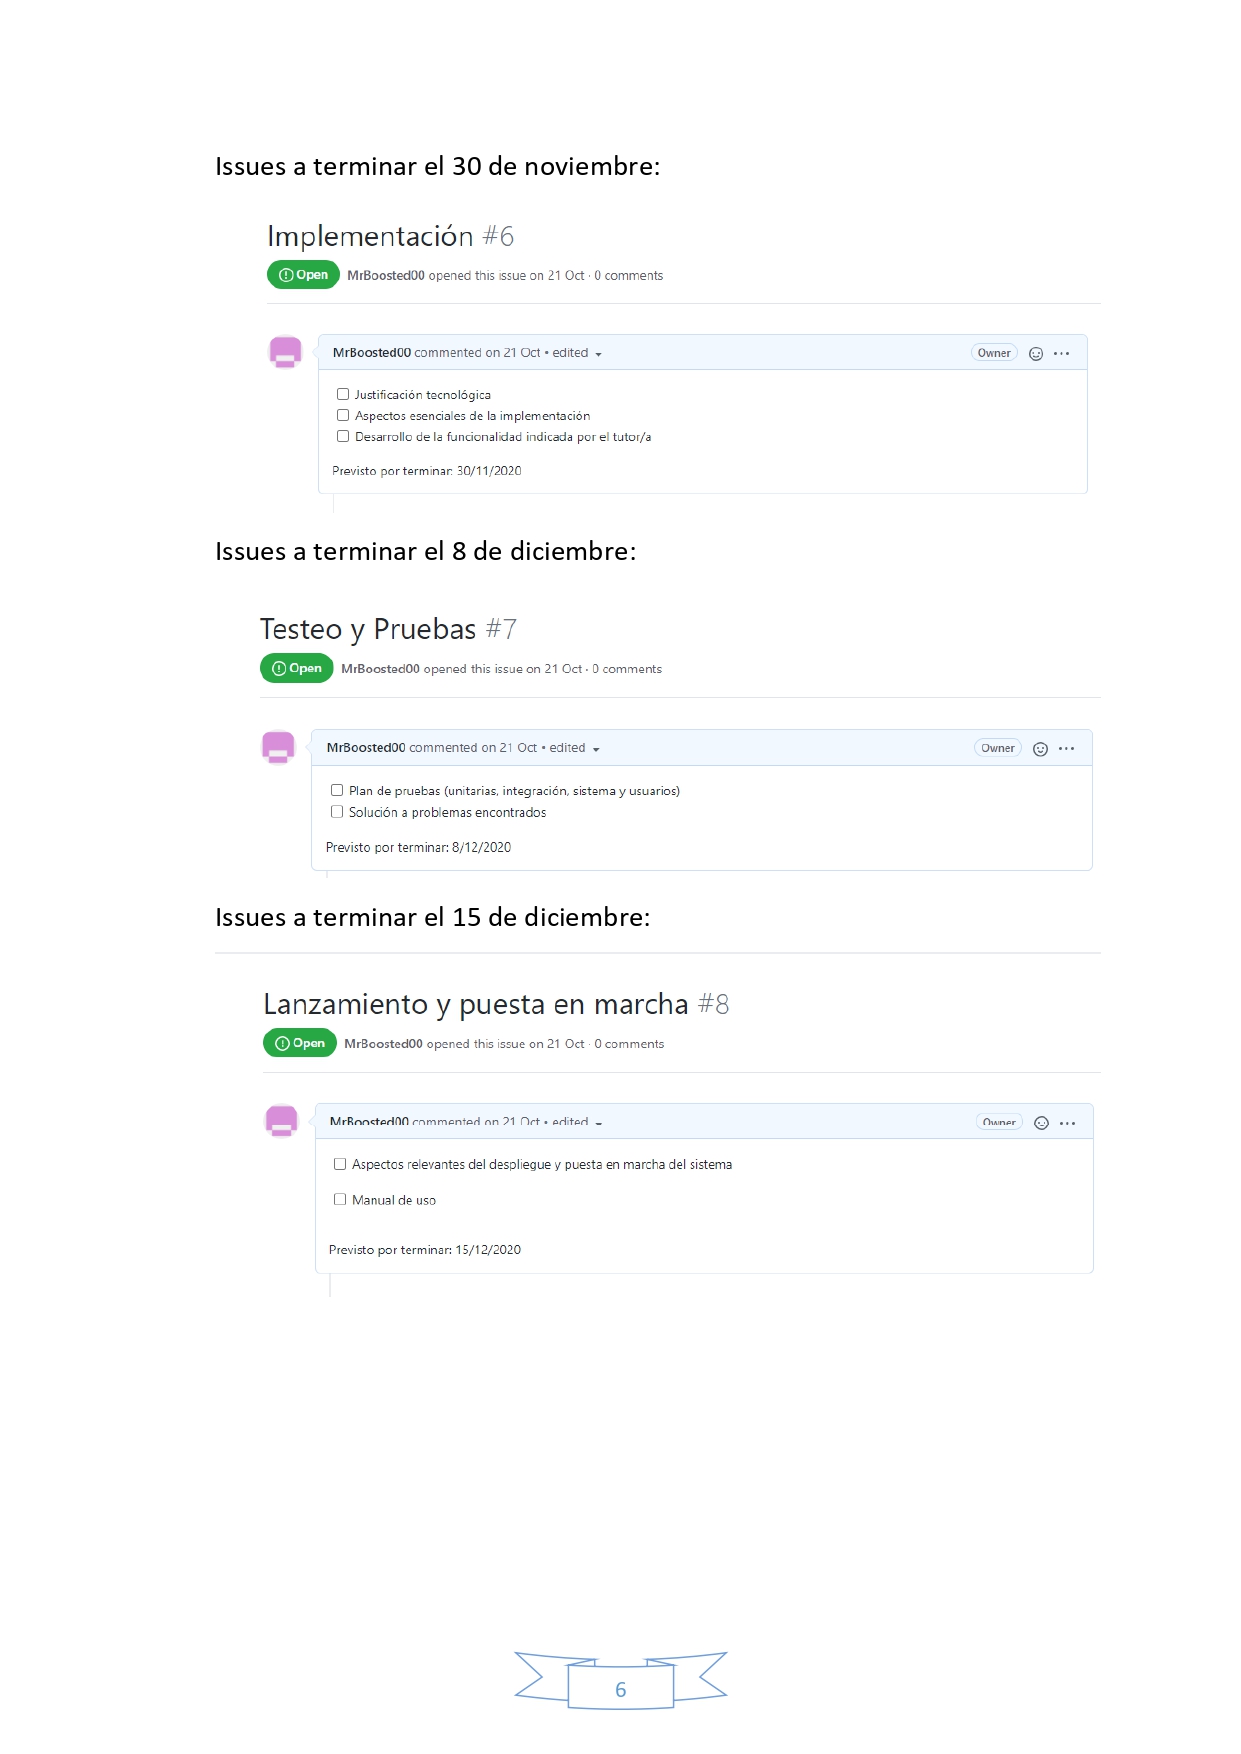 Issues a terminar el 30 de noviembre:
Implementación #6
Open MrBoosted00 opened this issue on 21 Oct · 0 comments
MrBoosted00 commented on 21 Oct • edited Owner
Justificación tecnológica
Aspectos esenciales de la implementación
Desarrollo de la funcionalidad indicada por el tutor/a
Previsto por terminar: 30/11/2020
Issues a terminar el 8 de diciembre:
Testeo y Pruebas #7
Open MrBoosted00 opened this issue on 21 Oct · 0 comments
MrBoosted00 commented on 21 Oct • edited Owner
Plan de pruebas (unitarias, integración, sistema y usuarios)
Solución a problemas encontrados
Previsto por terminar: 8/12/2020
Issues a terminar el 15 de diciembre:
Lanzamiento y puesta en marcha #8
Open MrBoosted00 opened this issue on 21 Oct · 0 comments
MrBoosted00 commented on 21 Oct • edited Owner
Aspectos relevantes del despliegue y puesta en marcha del sistema
Manual de uso
Previsto por terminar: 15/12/2020
6